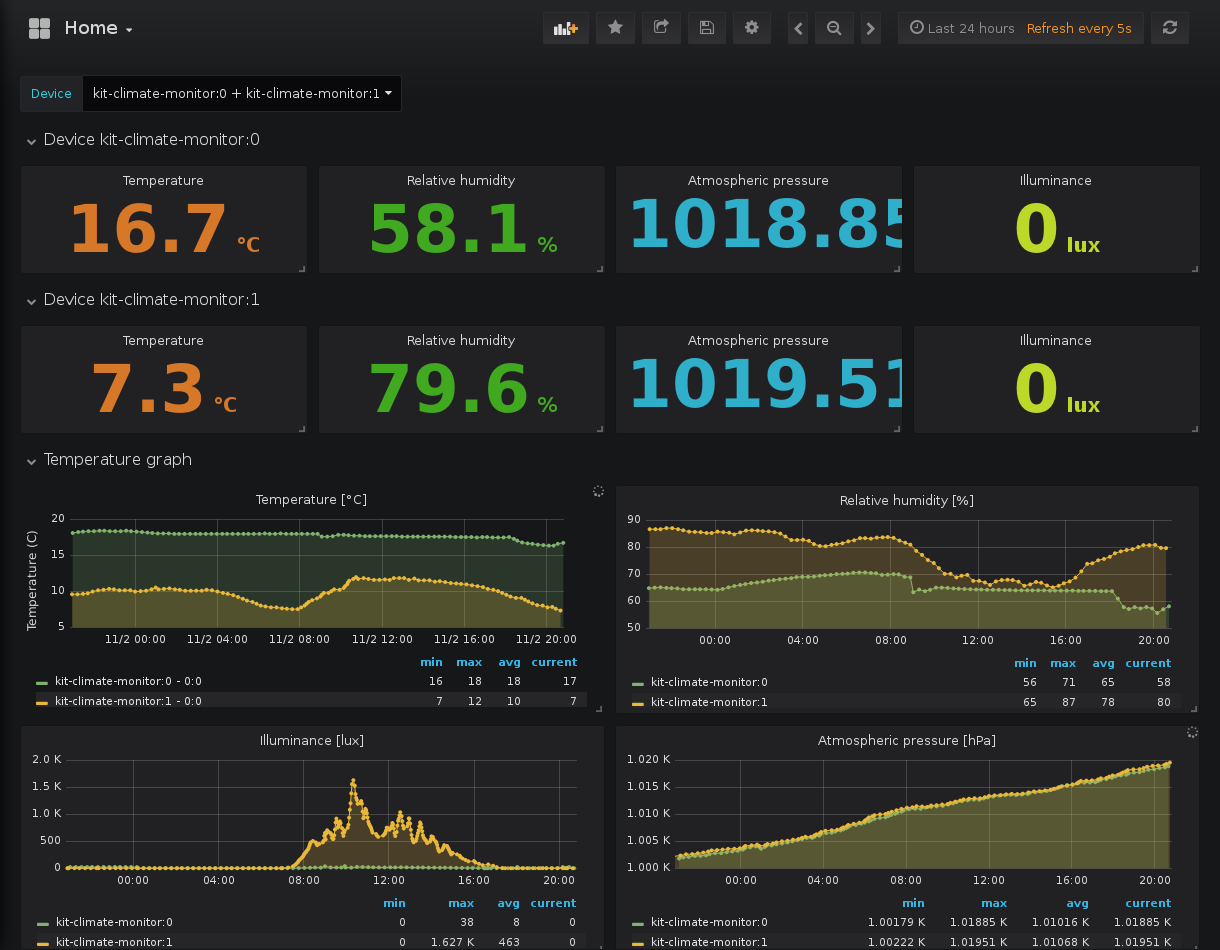 Home
Last 24 hours Refresh every 5s
Device kit-climate-monitor:0 + kit-climate-monitor:1
Device kit-climate-monitor:0
Temperature Relative humidity Atmospheric pressure Illuminance
16.7 °C 58.1 % 1018.85 0 lux
Device kit-climate-monitor:1
Temperature Relative humidity Atmospheric pressure Illuminance
7.3 °C 79.6 % 1019.51 0 lux
Temperature graph
Temperature [°C]
Temperature (C)
20
15
10
5
11/2 00:00 11/2 04:00 11/2 08:00 11/2 12:00 11/2 16:00 11/2 20:00
min max avg current
kit-climate-monitor:0 - 0:0 16 18 18 17
kit-climate-monitor:1 - 0:0 7 12 10 7
Relative humidity [%]
90
80
70
60
50
00:00 04:00 08:00 12:00 16:00 20:00
min max avg current
kit-climate-monitor:0 56 71 65 58
kit-climate-monitor:1 65 87 78 80
Illuminance [lux]
2.0 K
1.5 K
1.0 K
500
0
00:00 04:00 08:00 12:00 16:00 20:00
min max avg current
kit-climate-monitor:0 0 38 8 0
kit-climate-monitor:1 0 1.627 K 463 0
Atmospheric pressure [hPa]
1.020 K
1.015 K
1.010 K
1.005 K
1.000 K
00:00 04:00 08:00 12:00 16:00 20:00
min max avg current
kit-climate-monitor:0 1.00179 K 1.01885 K 1.01016 K 1.01885 K
kit-climate-monitor:1 1.00222 K 1.01951 K 1.01068 K 1.01951 K